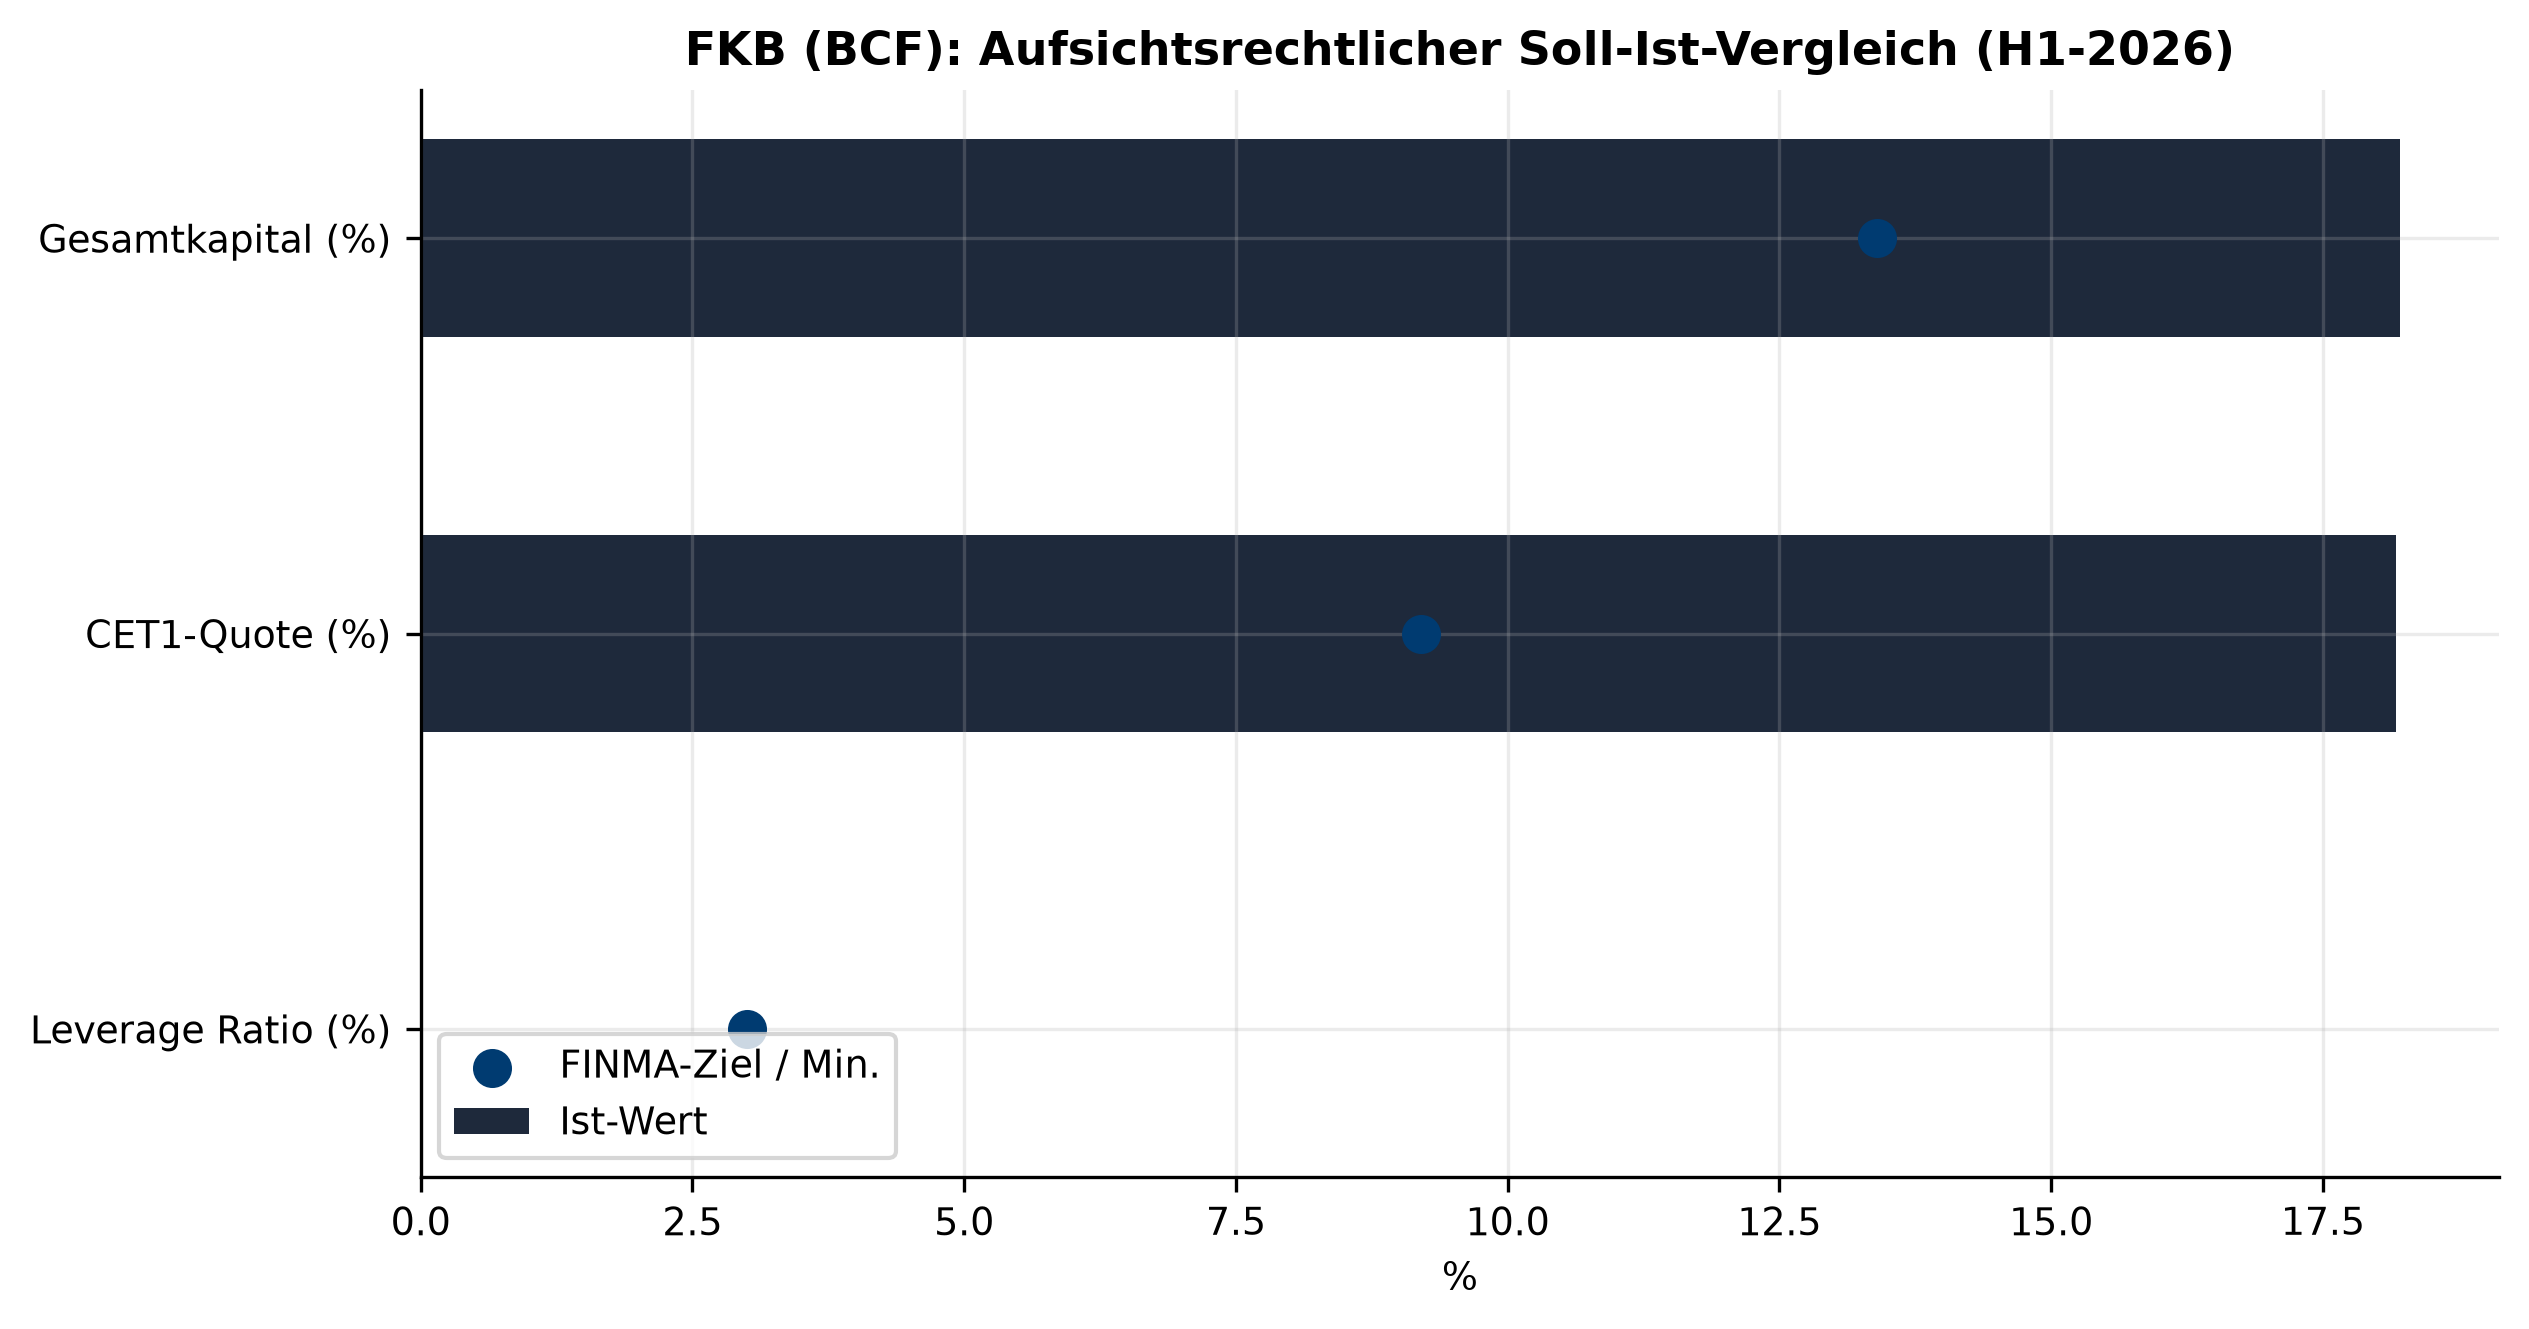 FKB (BCF): Aufsichtsrechtlicher Soll-Ist-Vergleich (H1-2026)
Gesamtkapital (%)
CET1-Quote (%)
Leverage Ratio (%)
FINMA-Ziel / Min.
Ist-Wert
0.0 2.5 5.0 7.5 10.0 12.5 15.0 17.5
%